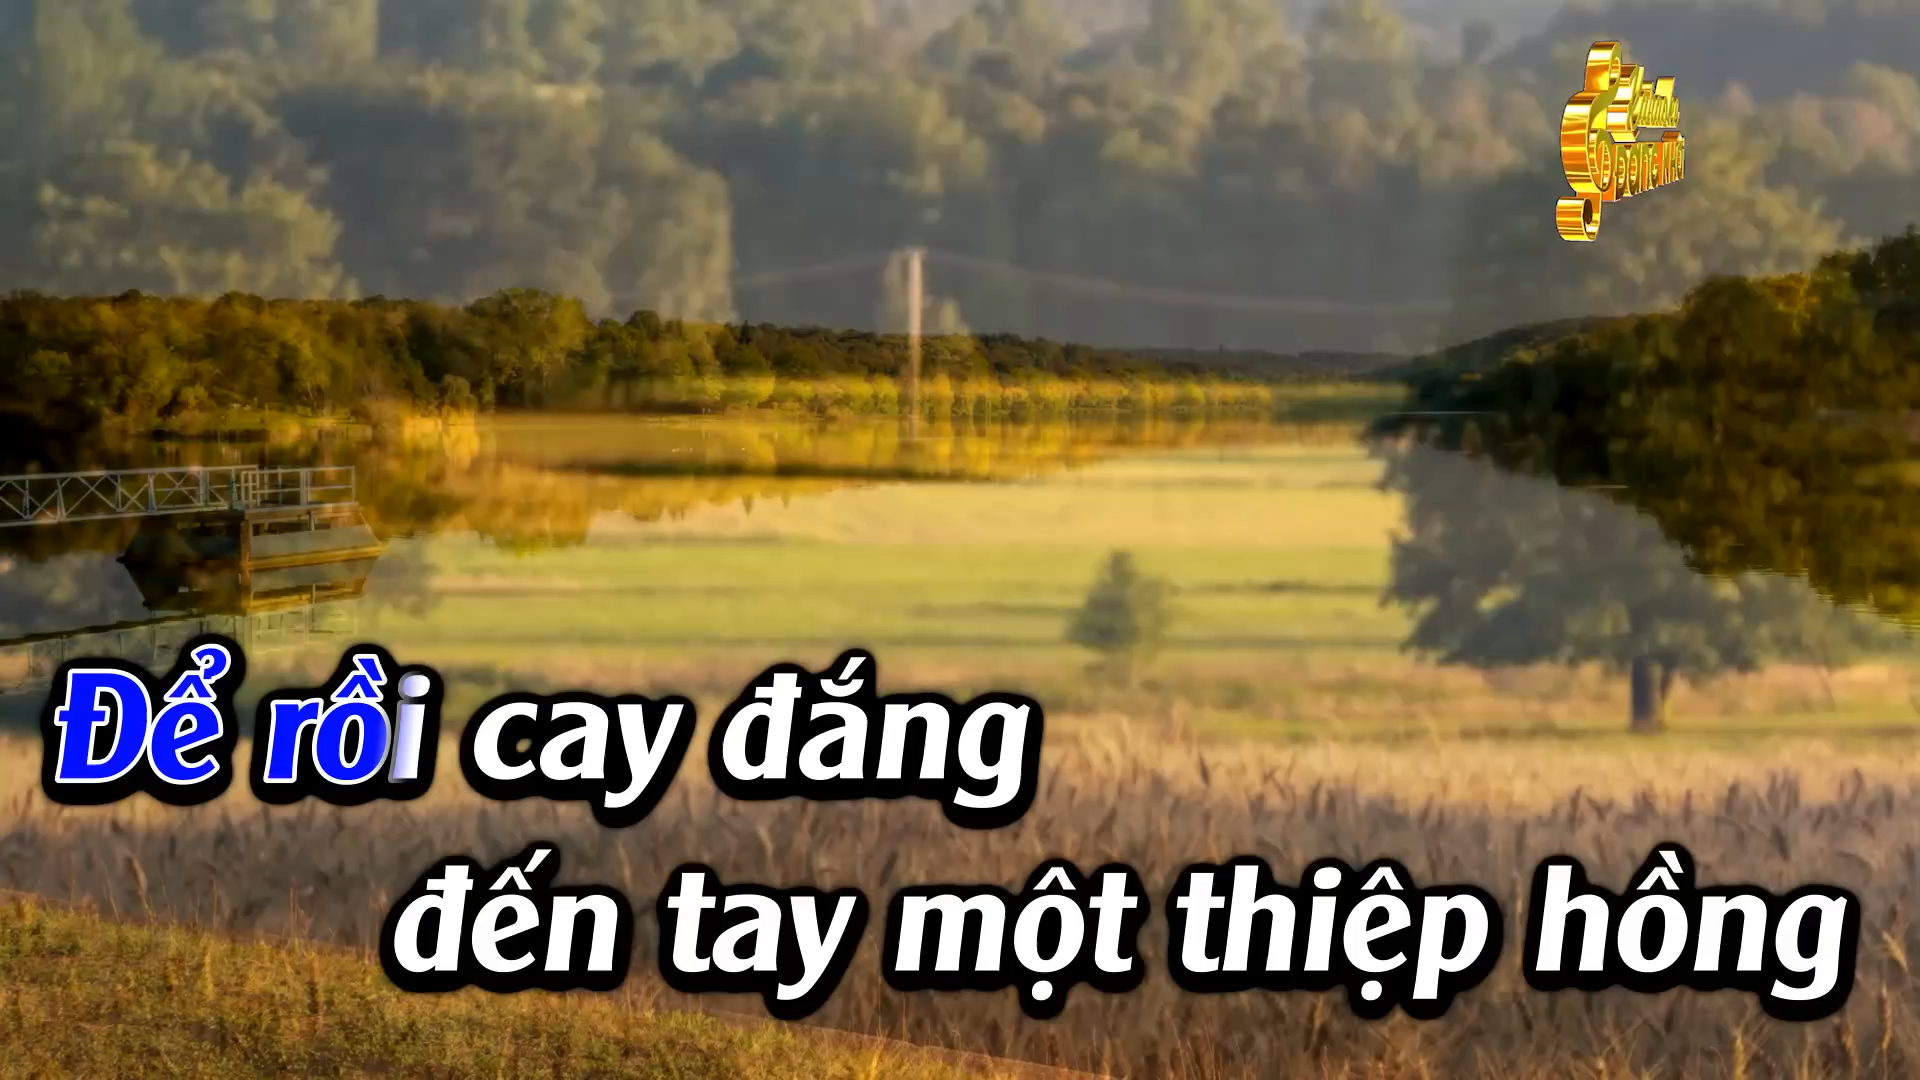 Để rồi cay đắng
đến tay một thiệp hồng